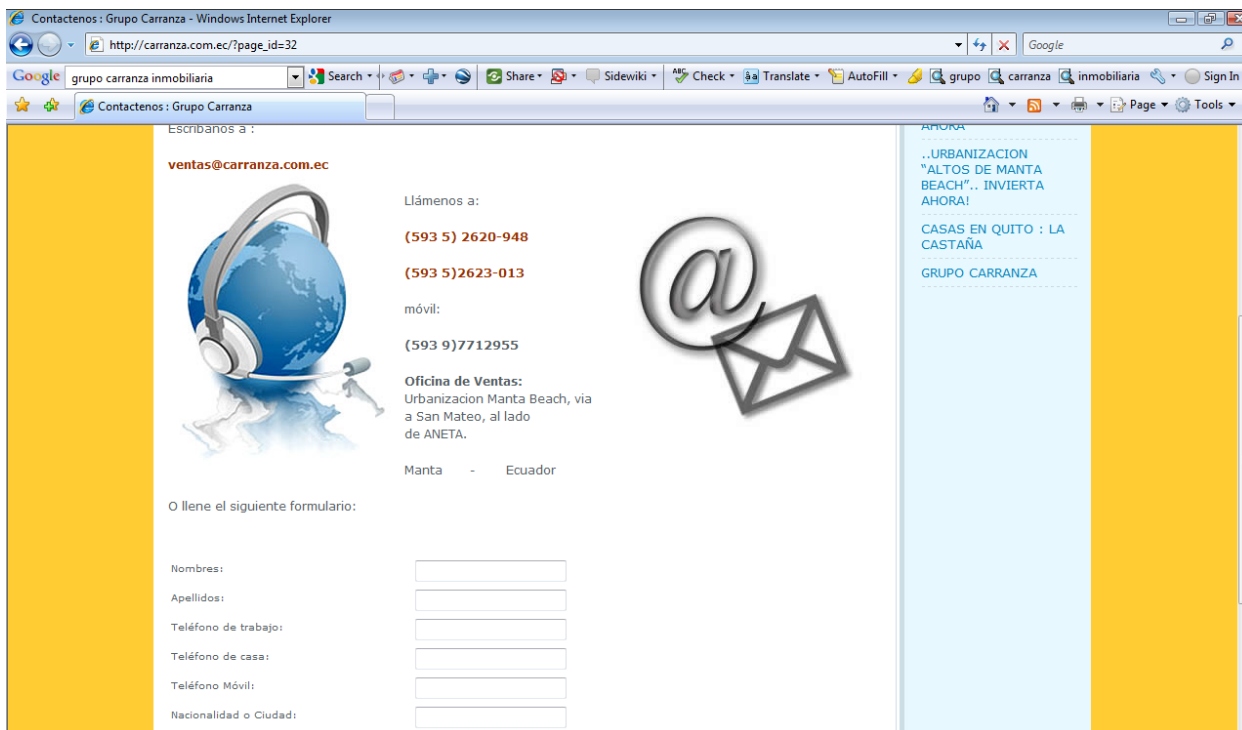 Contactenos : Grupo Carranza - Windows Internet Explorer
http://carranza.com.ec/?page_id=32
Google
Google grupo carranza inmobiliaria Search Share Sidewiki Check Translate AutoFill grupo carranza inmobiliaria Sign In
Contactenos : Grupo Carranza Page Tools
Escribanos a :
ventas@carranza.com.ec
Llámenos a:
(593 5) 2620-948
(593 5)2623-013
móvil:
(593 9)7712955
Oficina de Ventas:
Urbanizacion Manta Beach, via
a San Mateo, al lado
de ANETA.
Manta - Ecuador
@
O llene el siguiente formulario:
Nombres:
Apellidos:
Teléfono de trabajo:
Teléfono de casa:
Teléfono Móvil:
Nacionalidad o Ciudad:
AHORA
..URBANIZACION
"ALTOS DE MANTA
BEACH".. INVIERTA
AHORA!
CASAS EN QUITO : LA
CASTAÑA
GRUPO CARRANZA